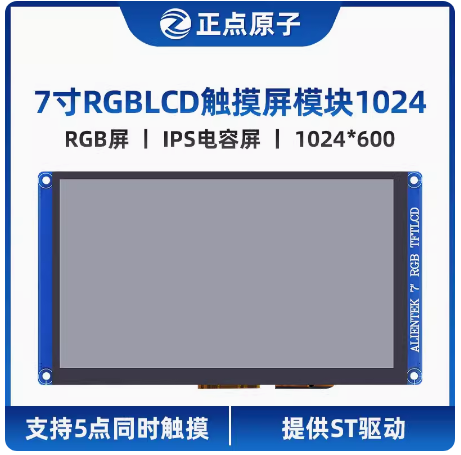 正点原子
7寸RGBLCD触摸屏模块1024
RGB屏 | IPS电容屏 | 1024*600
ALIENTEK 7' RGB TFTLCD
支持5点同时触摸
提供ST驱动